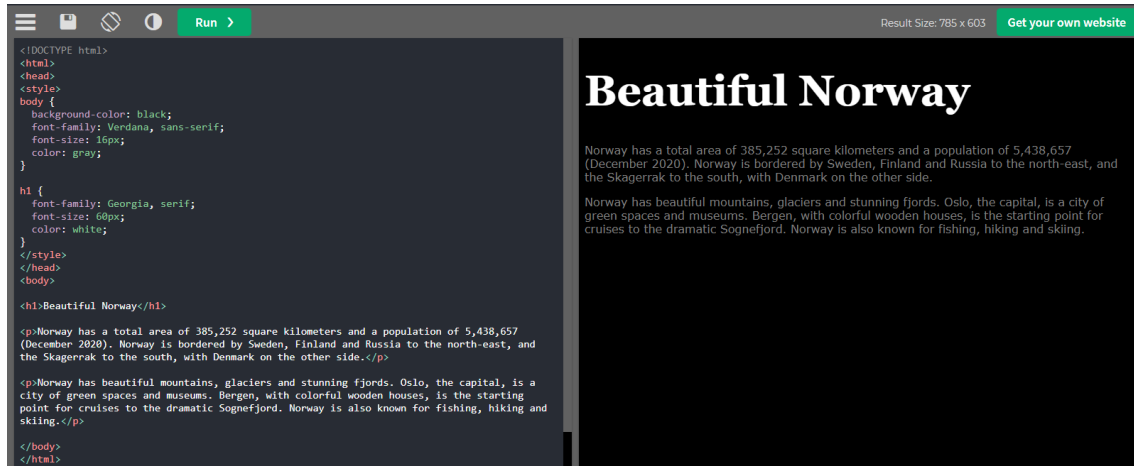 Run ❯
Result Size: 785 x 603
Get your own website
<!DOCTYPE html>
<html>
<head>
<style>
body {
  background-color: black;
  font-family: Verdana, sans-serif;
  font-size: 16px;
  color: gray;
}

h1 {
  font-family: Georgia, serif;
  font-size: 60px;
  color: white;
}
</style>
</head>
<body>

<h1>Beautiful Norway</h1>

<p>Norway has a total area of 385,252 square kilometers and a population of 5,438,657
(December 2020). Norway is bordered by Sweden, Finland and Russia to the north-east, and
the Skagerrak to the south, with Denmark on the other side.</p>

<p>Norway has beautiful mountains, glaciers and stunning fjords. Oslo, the capital, is a
city of green spaces and museums. Bergen, with colorful wooden houses, is the starting
point for cruises to the dramatic Sognefjord. Norway is also known for fishing, hiking and
skiing.</p>

</body>
</html>
Beautiful Norway
Norway has a total area of 385,252 square kilometers and a population of 5,438,657
(December 2020). Norway is bordered by Sweden, Finland and Russia to the north-east, and
the Skagerrak to the south, with Denmark on the other side.
Norway has beautiful mountains, glaciers and stunning fjords. Oslo, the capital, is a city of
green spaces and museums. Bergen, with colorful wooden houses, is the starting point for
cruises to the dramatic Sognefjord. Norway is also known for fishing, hiking and skiing.